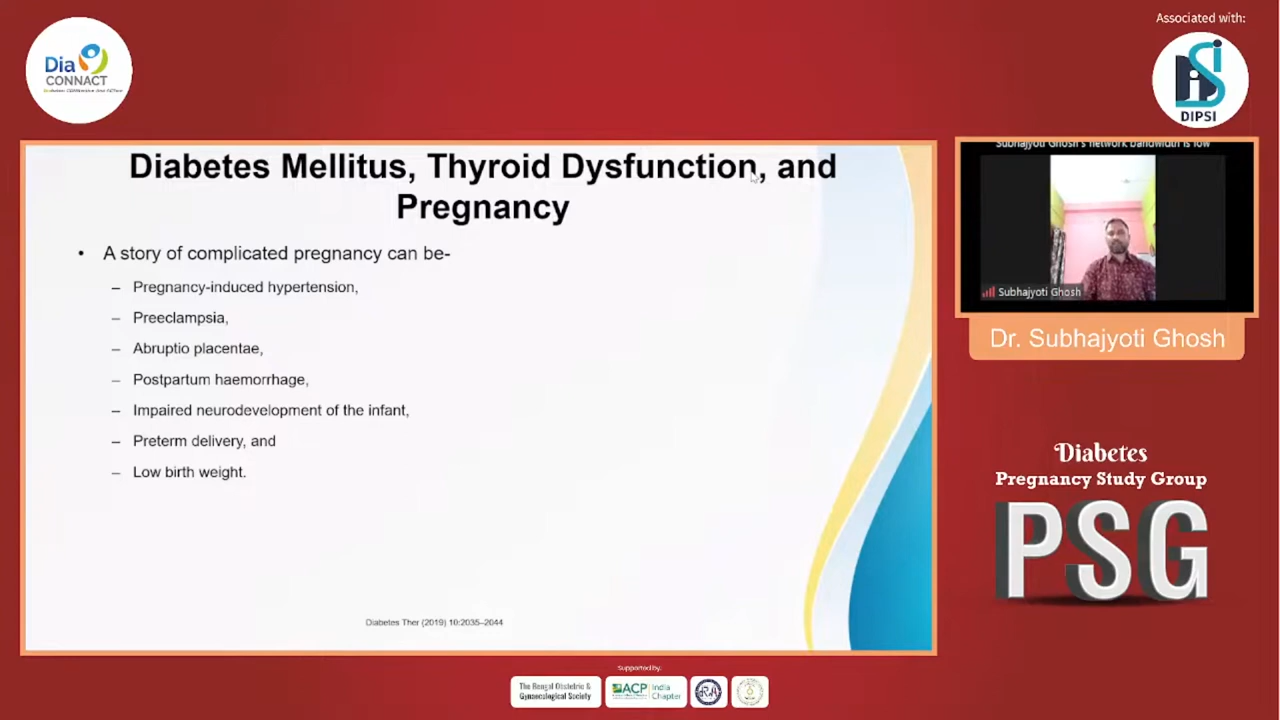 Associated with:
Dia
CONNACT
DIPSI
Diabetes Mellitus, Thyroid Dysfunction, and
Pregnancy
• A story of complicated pregnancy can be-
– Pregnancy-induced hypertension,
– Preeclampsia,
– Abruptio placentae,
– Postpartum haemorrhage,
– Impaired neurodevelopment of the infant,
– Preterm delivery, and
– Low birth weight.
Diabetes Ther (2019) 10:2035–2044
Subhajyoti Ghosh's network bandwidth is low
Subhajyoti Ghosh
Dr. Subhajyoti Ghosh
Diabetes
Pregnancy Study Group
PSG
Supported by:
The Bengal Obstetric &
Gynaecological Society
ACP
India
Chapter